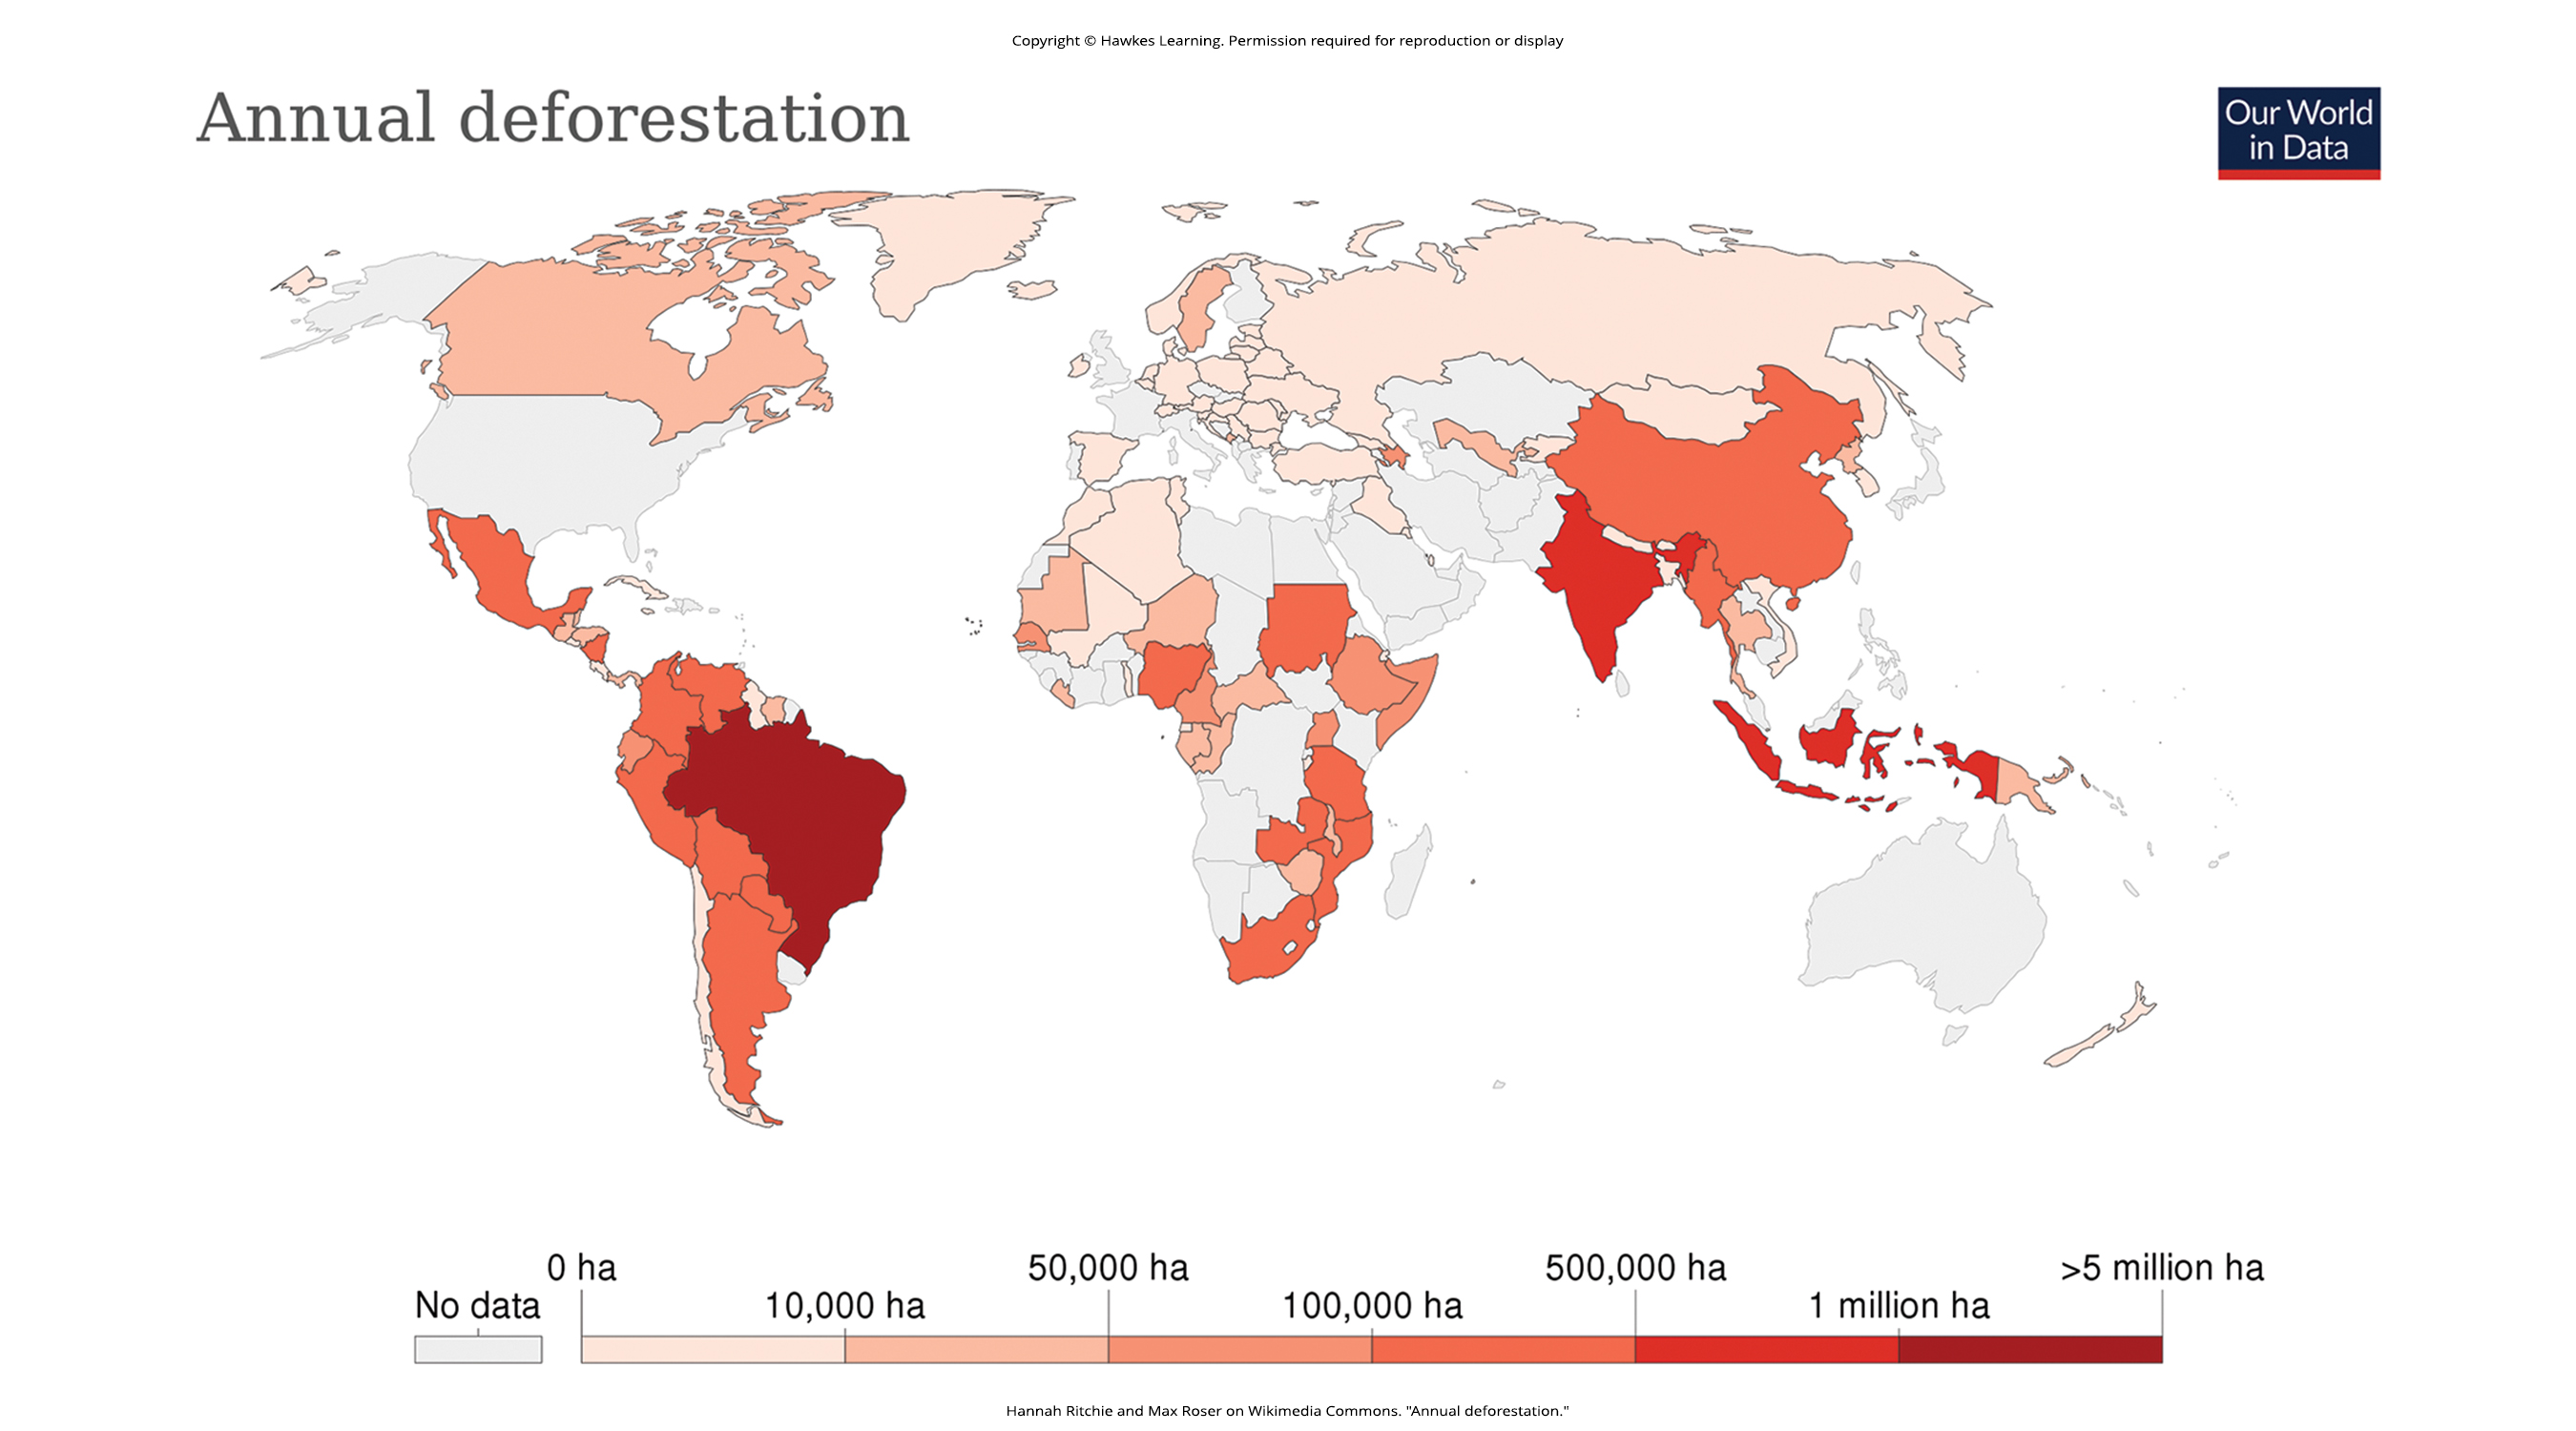 Copyright © Hawkes Learning. Permission required for reproduction or display
Annual deforestation
Our World
in Data
0 ha
50,000 ha
500,000 ha
>5 million ha
No data
10,000 ha
100,000 ha
1 million ha
Hannah Ritchie and Max Roser on Wikimedia Commons. "Annual deforestation."